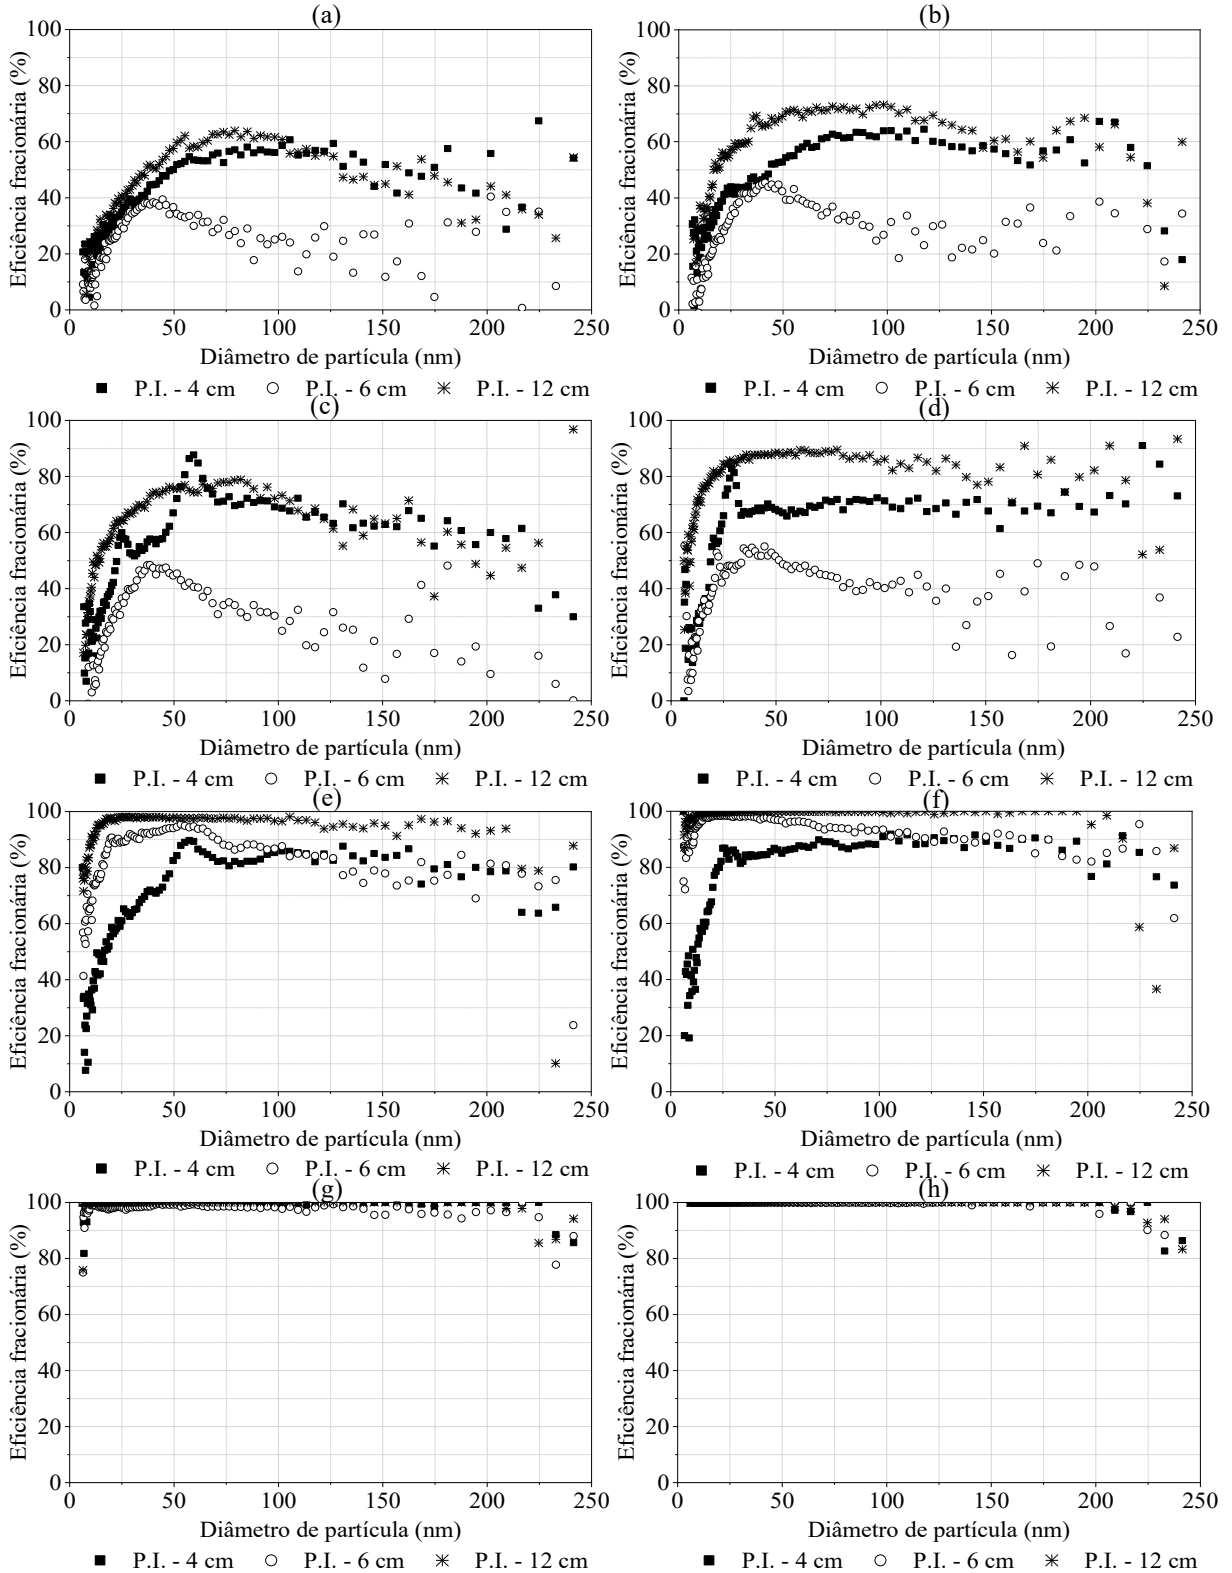 (a)
Eficiência fracionária (%)
100
80
60
40
20
0
0 50 100 150 200 250
Diâmetro de partícula (nm)
P.I. - 4 cm P.I. - 6 cm P.I. - 12 cm
(b)
Eficiência fracionária (%)
100
80
60
40
20
0
0 50 100 150 200 250
Diâmetro de partícula (nm)
P.I. - 4 cm P.I. - 6 cm P.I. - 12 cm
(c)
Eficiência fracionária (%)
100
80
60
40
20
0
0 50 100 150 200 250
Diâmetro de partícula (nm)
P.I. - 4 cm P.I. - 6 cm P.I. - 12 cm
(d)
Eficiência fracionária (%)
100
80
60
40
20
0
0 50 100 150 200 250
Diâmetro de partícula (nm)
P.I. - 4 cm P.I. - 6 cm P.I. - 12 cm
(e)
Eficiência fracionária (%)
100
80
60
40
20
0
0 50 100 150 200 250
Diâmetro de partícula (nm)
P.I. - 4 cm P.I. - 6 cm P.I. - 12 cm
(f)
Eficiência fracionária (%)
100
80
60
40
20
0
0 50 100 150 200 250
Diâmetro de partícula (nm)
P.I. - 4 cm P.I. - 6 cm P.I. - 12 cm
(g)
Eficiência fracionária (%)
100
80
60
40
20
0
0 50 100 150 200 250
Diâmetro de partícula (nm)
P.I. - 4 cm P.I. - 6 cm P.I. - 12 cm
(h)
Eficiência fracionária (%)
100
80
60
40
20
0
0 50 100 150 200 250
Diâmetro de partícula (nm)
P.I. - 4 cm P.I. - 6 cm P.I. - 12 cm